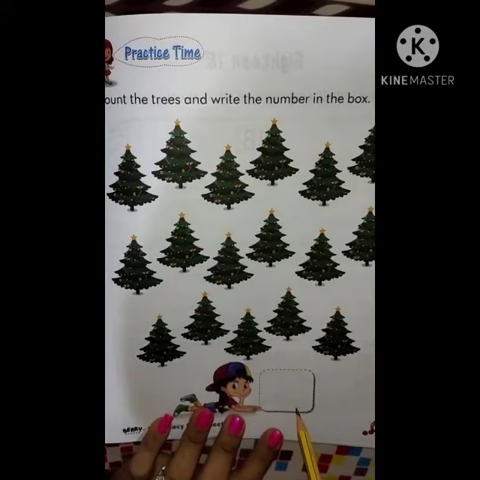 Practice Time
KINEMASTER
ount the trees and write the number in the box.